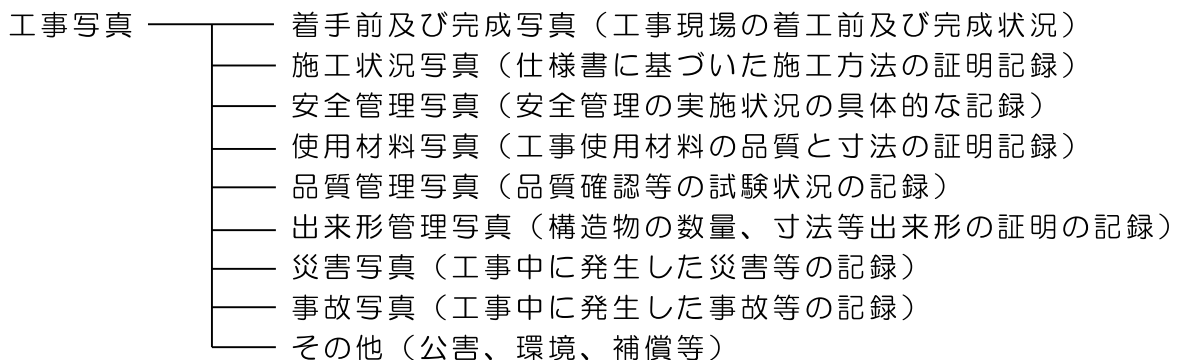 工事写真 着手前及び完成写真（工事現場の着工前及び完成状況）
施工状況写真（仕様書に基づいた施工方法の証明記録）
安全管理写真（安全管理の実施状況の具体的な記録）
使用材料写真（工事使用材料の品質と寸法の証明記録）
品質管理写真（品質確認等の試験状況の記録）
出来形管理写真（構造物の数量、寸法等出来形の証明の記録）
災害写真（工事中に発生した災害等の記録）
事故写真（工事中に発生した事故等の記録）
その他（公害、環境、補償等）